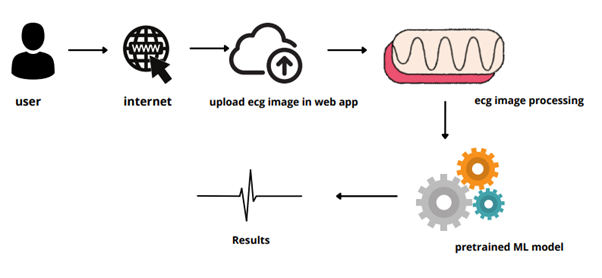 WWW
user
internet
upload ecg image in web app
ecg image processing
pretrained ML model
Results